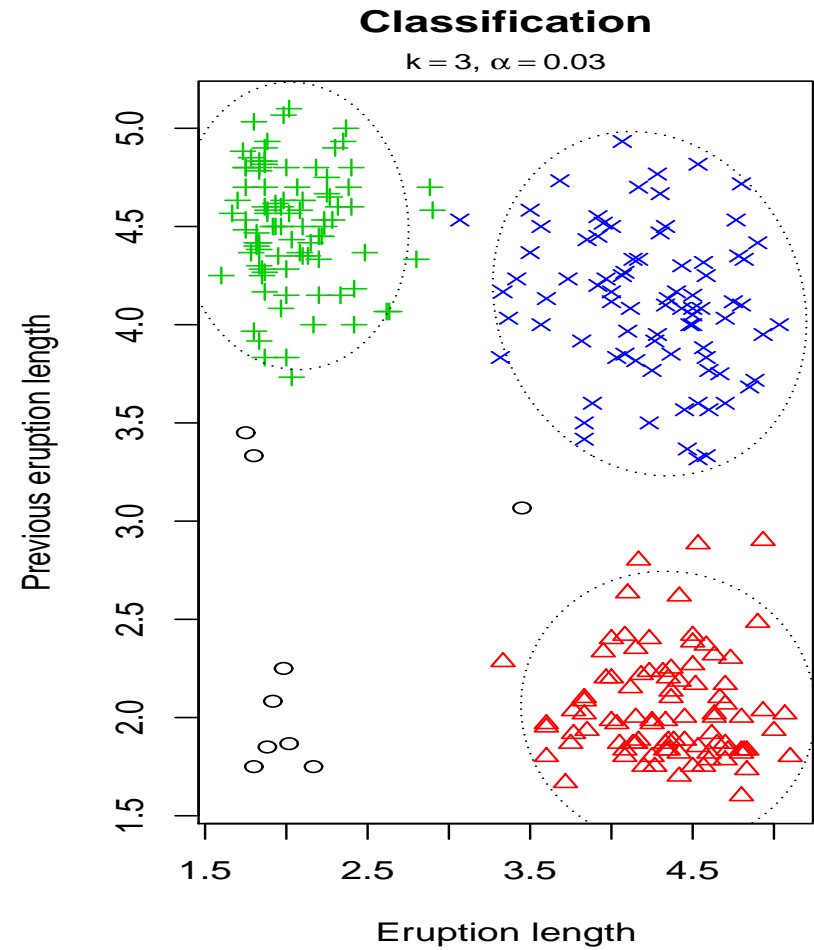 Classification
k = 3, α = 0.03
Previous eruption length
5.0
4.5
4.0
3.5
3.0
2.5
2.0
1.5
1.5 2.5 3.5 4.5
Eruption length